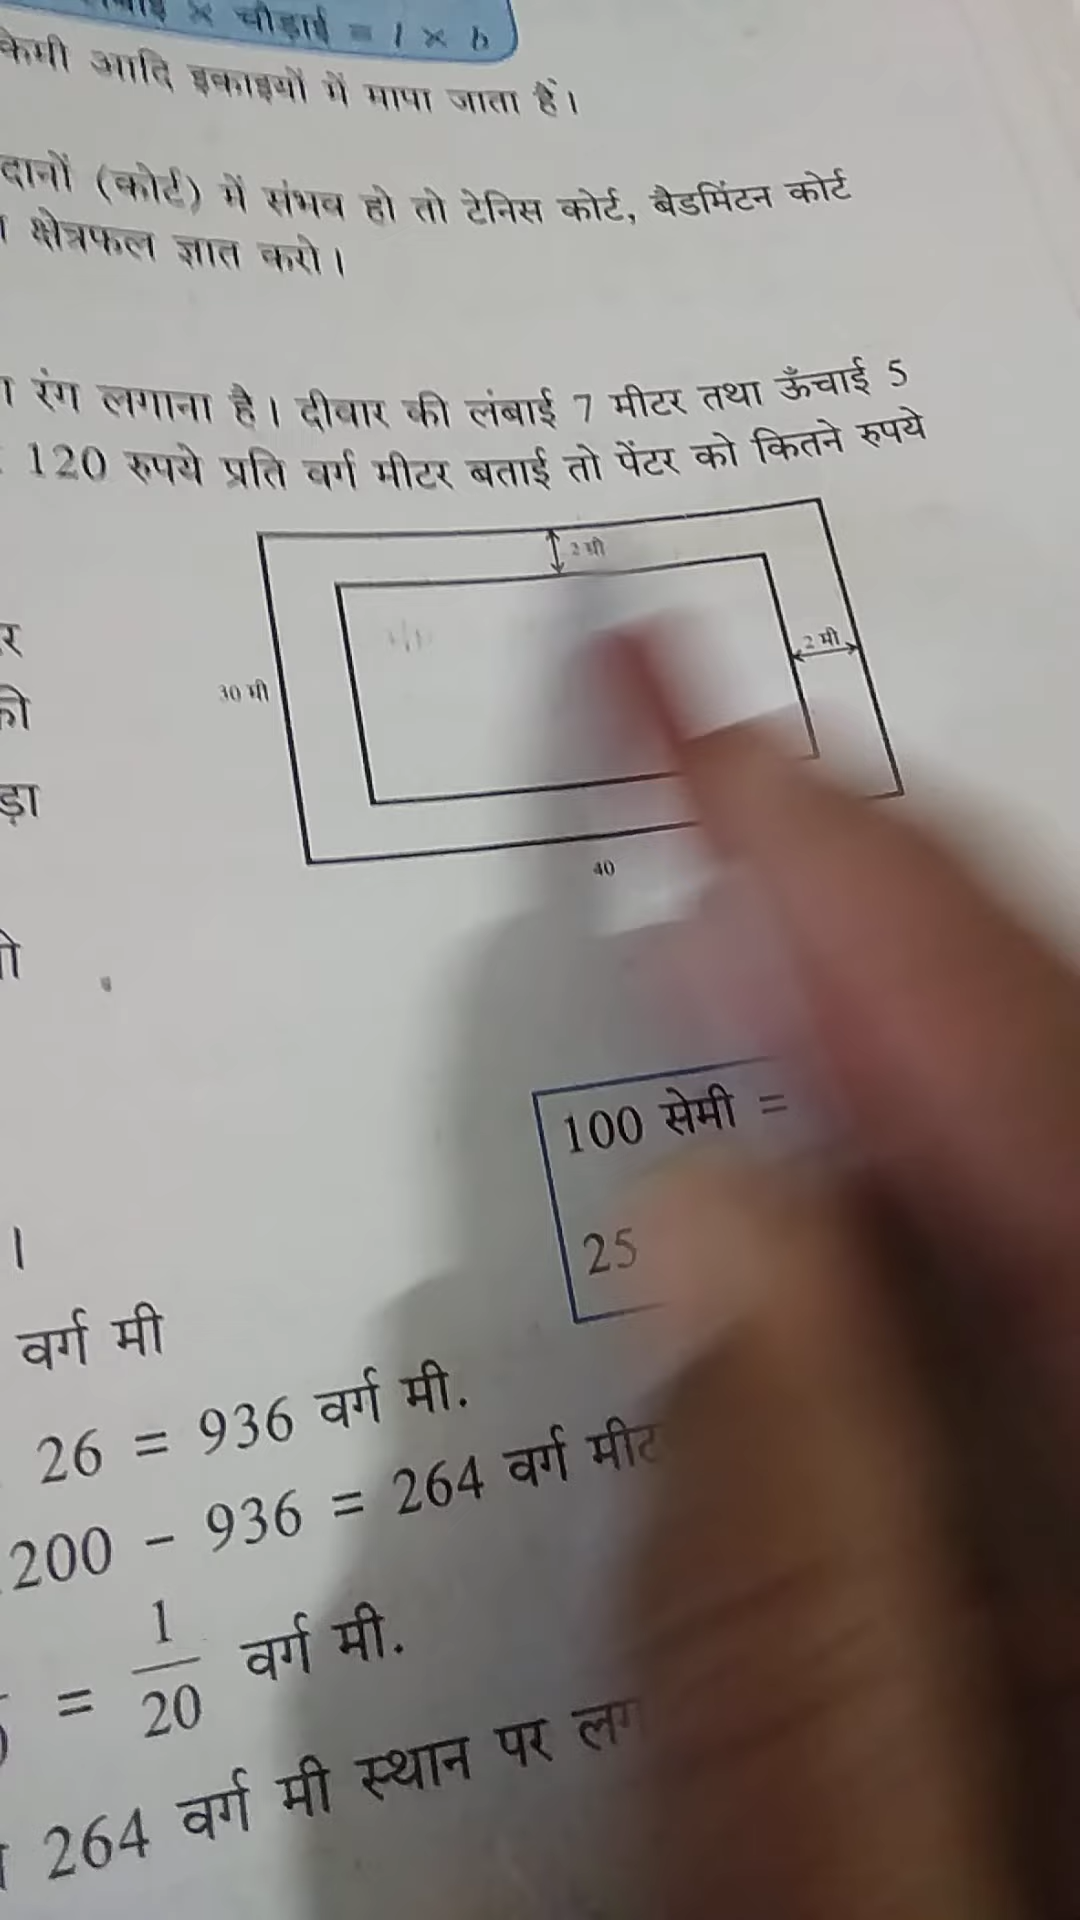 × चौड़ाई = l × b
आदि इकाइयों में मापा जाता है।
(कोर्ट) में संभव हो तो टेनिस कोर्ट, बैडमिंटन कोर्ट
क्षेत्रफल ज्ञात करो।
रंग लगाना है। दीवार की लंबाई 7 मीटर तथा ऊँचाई 5
120 रुपये प्रति वर्ग मीटर बताई तो पेंटर को कितने रुपये
2 मी
2 मी
30 मी
40
100 सेमी =
25
वर्ग मी
26 = 936 वर्ग मी.
200 – 936 = 264 वर्ग
= 1/20 वर्ग मी.
264 वर्ग मी स्थान पर